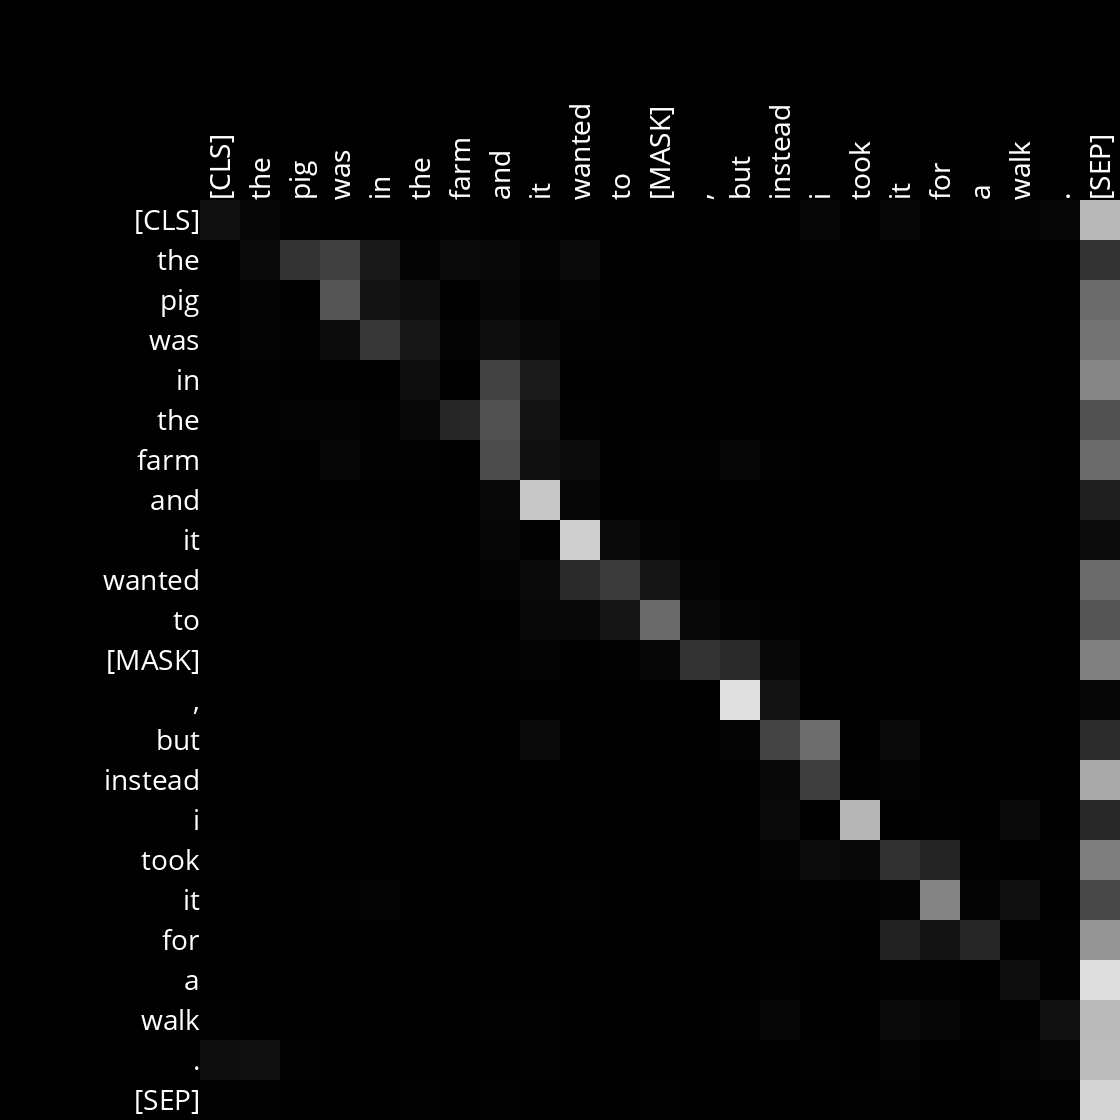 [CLS] the pig was in the farm and it wanted to [MASK] , but instead i took it for a walk . [SEP]
[CLS]
the
pig
was
in
the
farm
and
it
wanted
to
[MASK]
,
but
instead
i
took
it
for
a
walk
.
[SEP]